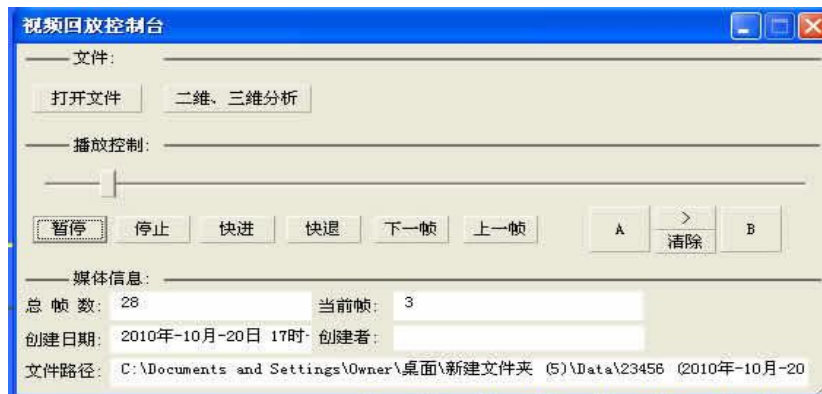 视频回放控制台
文件:
打开文件 二维、三维分析
播放控制:
暂停 停止 快进 快退 下一帧 上一帧 A > 清除 B
媒体信息:
总 帧 数: 28 当前帧: 3
创建日期: 2010年-10月-20日 17时- 创建者:
文件路径: C:\Documents and Settings\Owner\桌面\新建文件夹 (5)\Data\23456 (2010年-10月-20